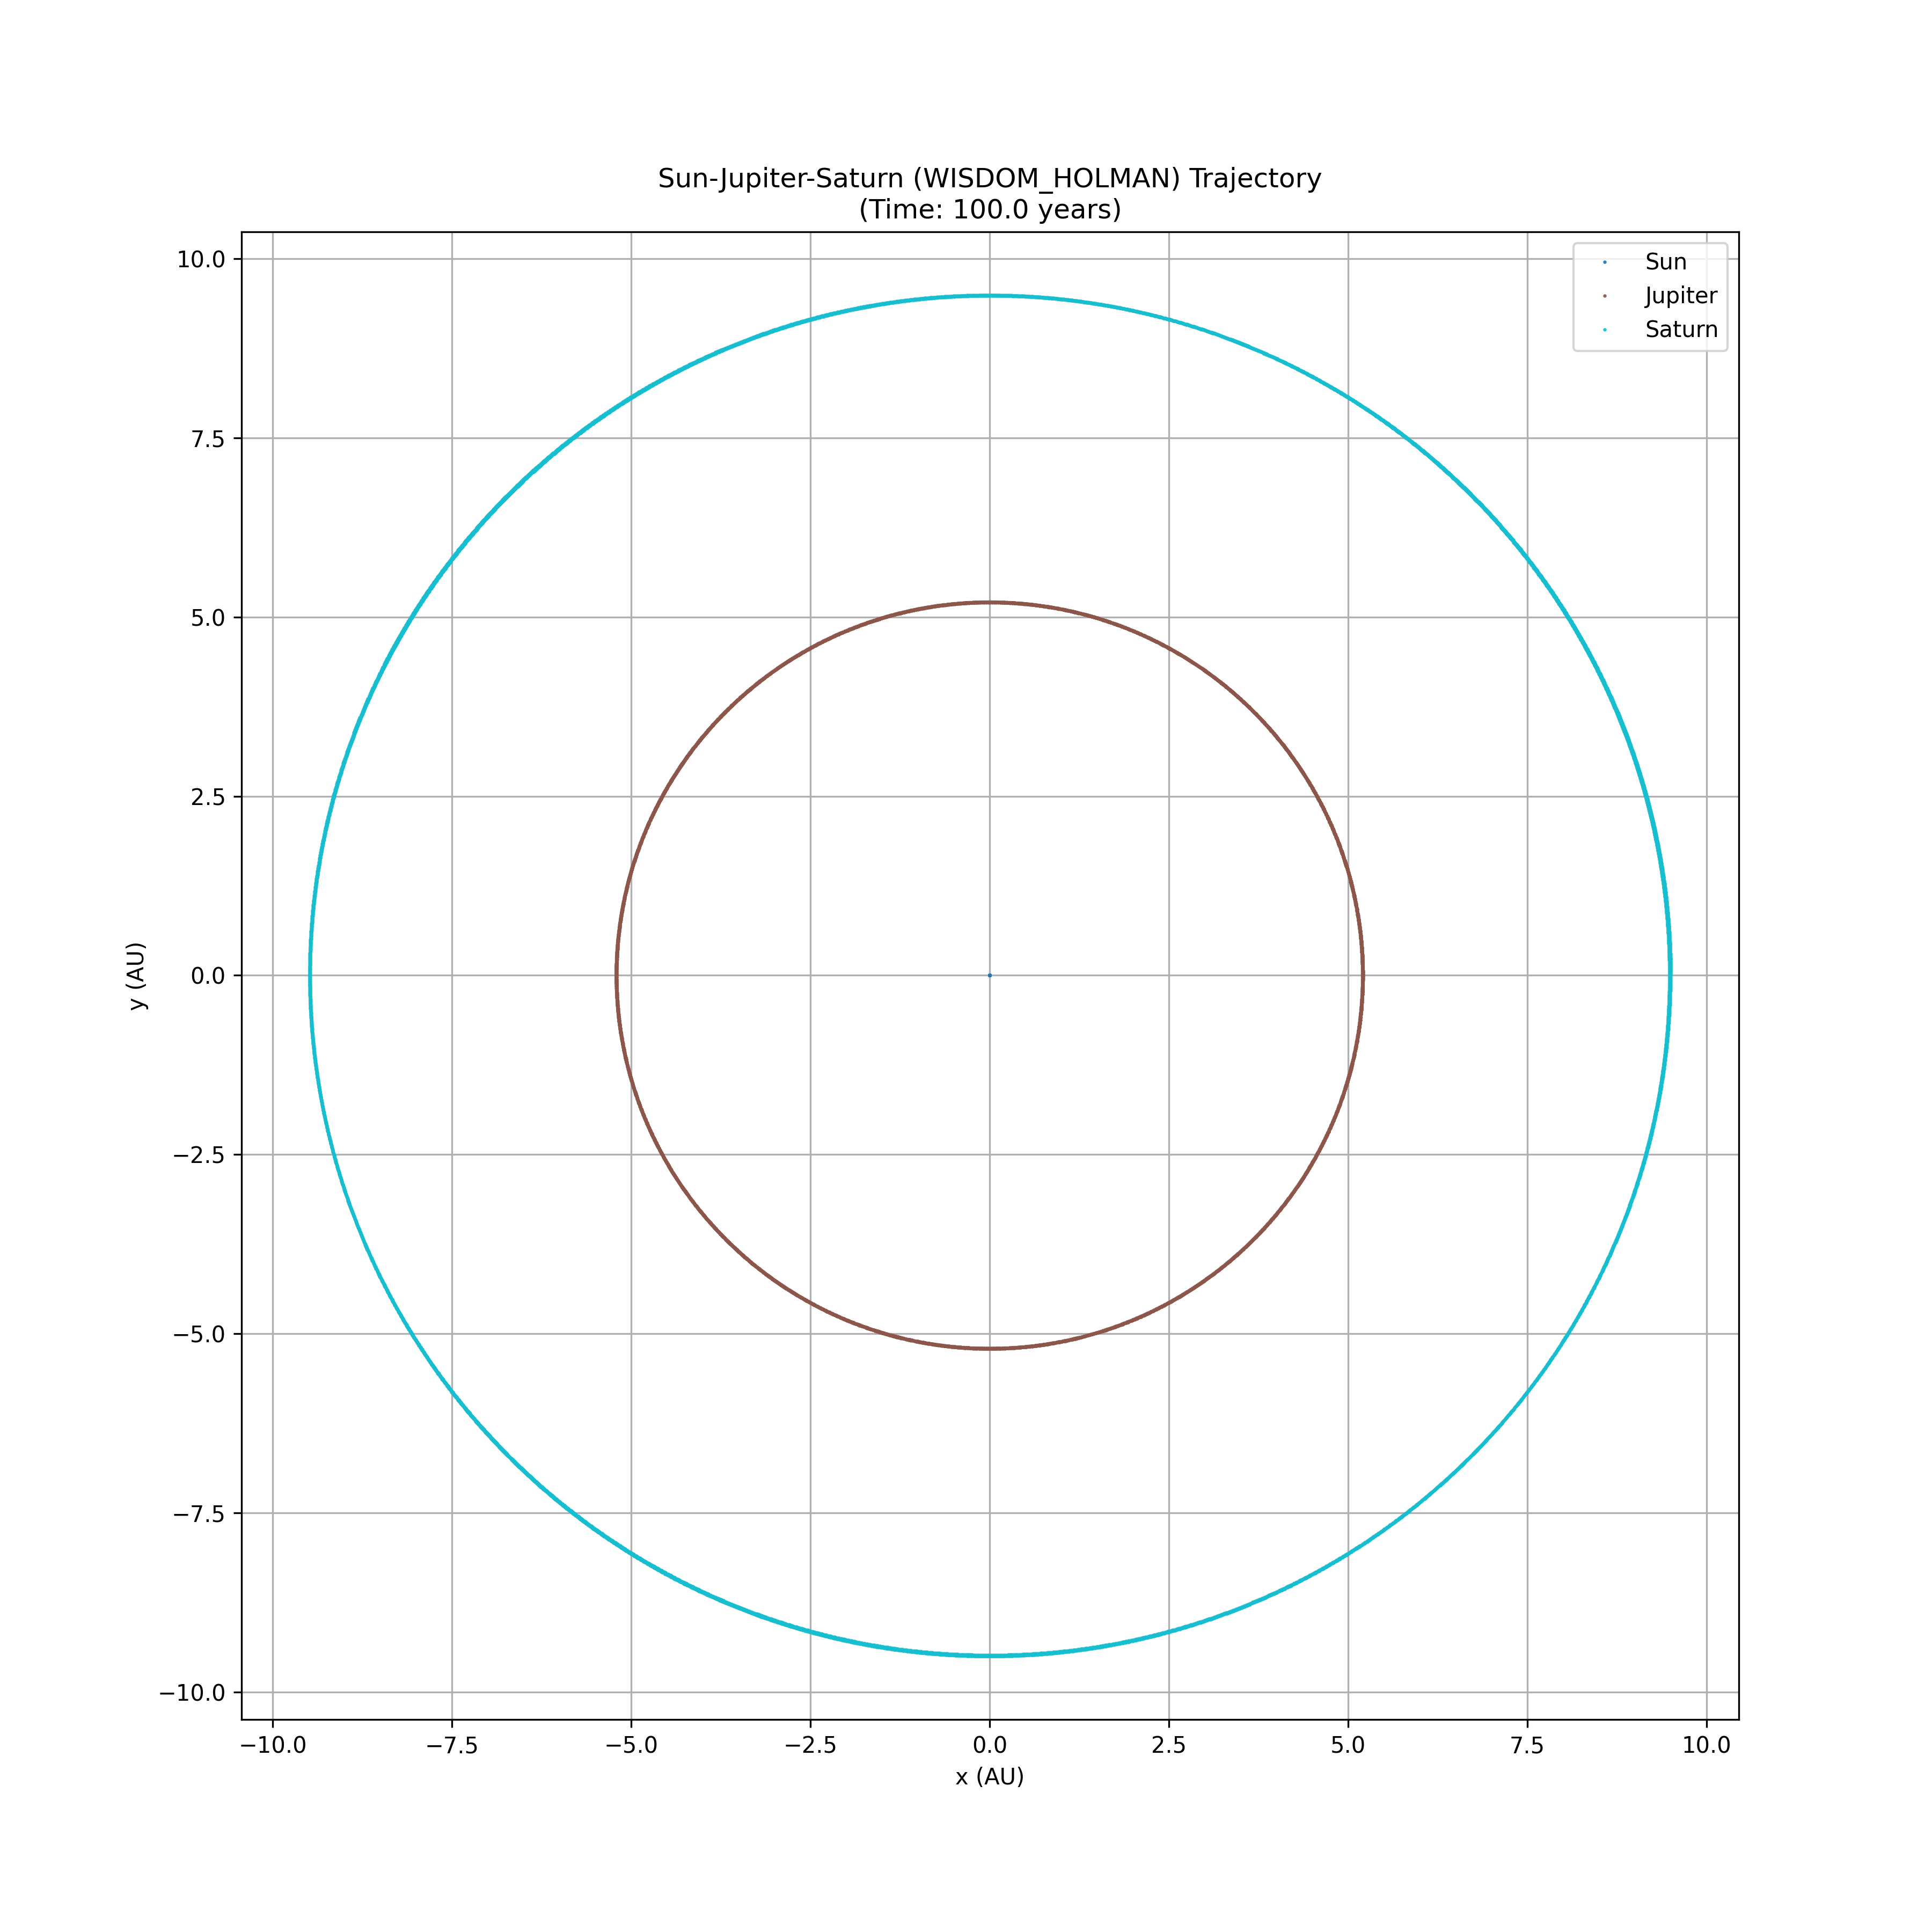 Sun-Jupiter-Saturn (WISDOM_HOLMAN) Trajectory
(Time: 100.0 years)
Sun
Jupiter
Saturn
10.0
7.5
5.0
2.5
0.0
−2.5
−5.0
−7.5
−10.0
y (AU)
−10.0 −7.5 −5.0 −2.5 0.0 2.5 5.0 7.5 10.0
x (AU)